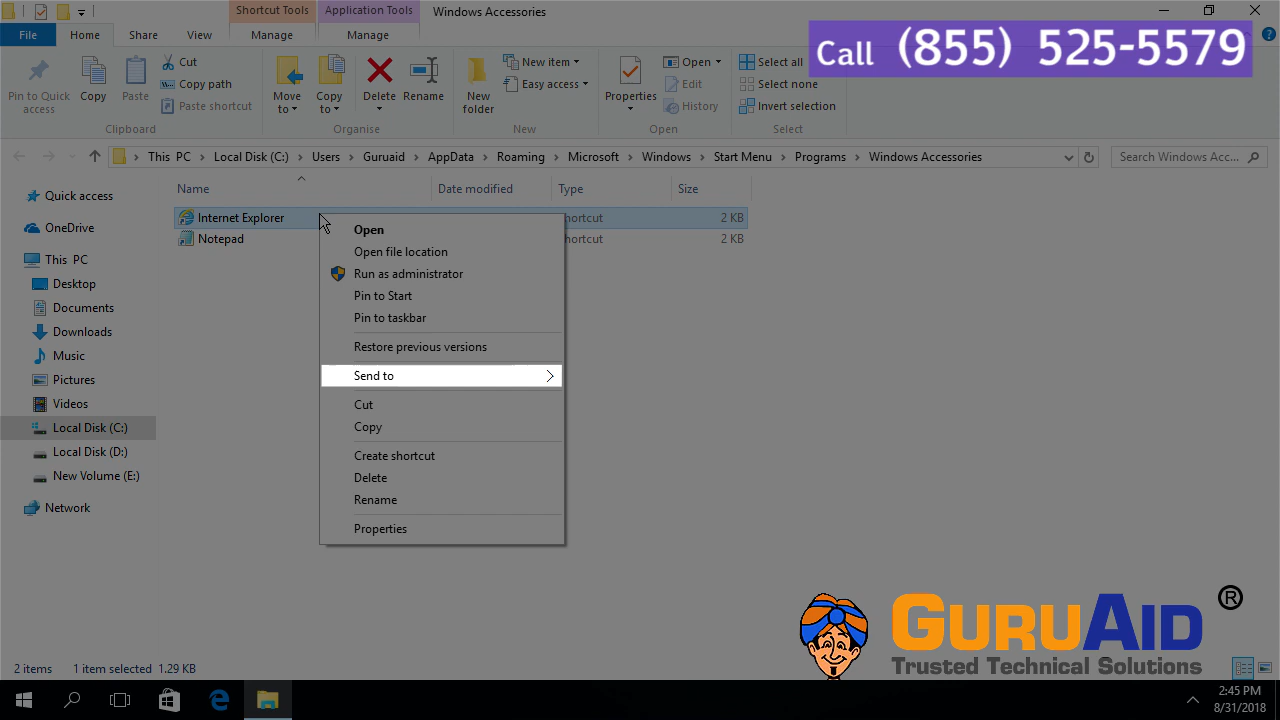 Shortcut Tools
Application Tools
Windows Accessories
File
Home
Share
View
Manage
Manage
Call (855) 525-5579
Pin to Quick access
Copy
Paste
Cut
Copy path
Paste shortcut
Clipboard
Move to
Copy to
Delete
Rename
Organise
New folder
New item
Easy access
New
Properties
Open
Edit
History
Open
Select all
Select none
Invert selection
Select
This PC
Local Disk (C:)
Users
Guruaid
AppData
Roaming
Microsoft
Windows
Start Menu
Programs
Windows Accessories
Search Windows Acc...
Quick access
OneDrive
This PC
Desktop
Documents
Downloads
Music
Pictures
Videos
Local Disk (C:)
Local Disk (D:)
New Volume (E:)
Network
Name
Date modified
Type
Size
Internet Explorer
hortcut
2 KB
Notepad
hortcut
2 KB
Open
Open file location
Run as administrator
Pin to Start
Pin to taskbar
Restore previous versions
Send to
Cut
Copy
Create shortcut
Delete
Rename
Properties
GuruAid ®
Trusted Technical Solutions
2 items
1 item selected 1.29 KB
2:45 PM
8/31/2018